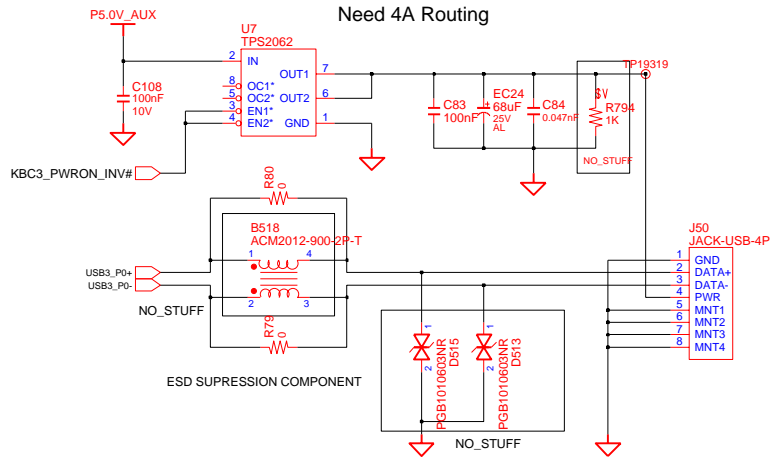 Need 4A Routing
P5.0V_AUX
U7
TPS2062
2 IN
OUT1 7
8 OC1*
5 OC2*
OUT2 6
3 EN1*
4 EN2*
GND 1
C108
100nF
10V
KBC3_PWRON_INV#
C83
100nF
EC24
68uF
25V
AL
C84
0.047nF
$V
R794
1K
NO_STUFF
TP19319
R80
0
B518
ACM2012-900-2P-T
1 4
2 3
USB3_P0+
USB3_P0-
NO_STUFF
R79
0
ESD SUPRESSION COMPONENT
1
2
PGB1010603NR
D515
1
2
PGB1010603NR
D513
NO_STUFF
J50
JACK-USB-4P
1 GND
2 DATA+
3 DATA-
4 PWR
5 MNT1
6 MNT2
7 MNT3
8 MNT4